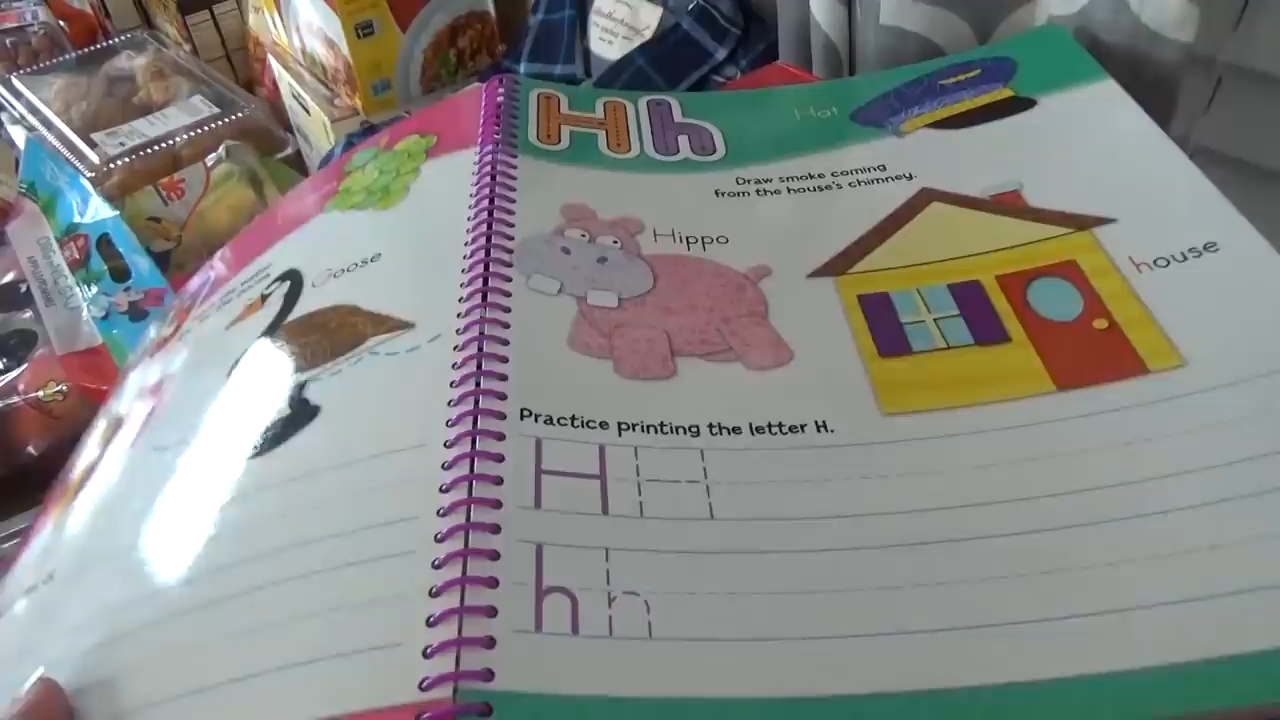 Goose
Hh
Hat
Draw smoke coming
from the house's chimney.
Hippo
house
Practice printing the letter H.
H H
h h